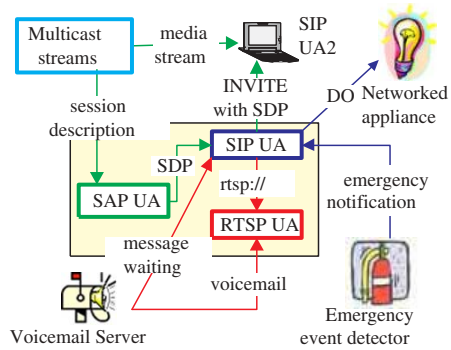 Multicast
streams
media
stream
SIP
UA2
INVITE
with SDP
DO
Networked
appliance
session
description
SIP UA
SDP
SAP UA
rtsp://
RTSP UA
emergency
notification
message
waiting
voicemail
Voicemail Server
Emergency
event detector